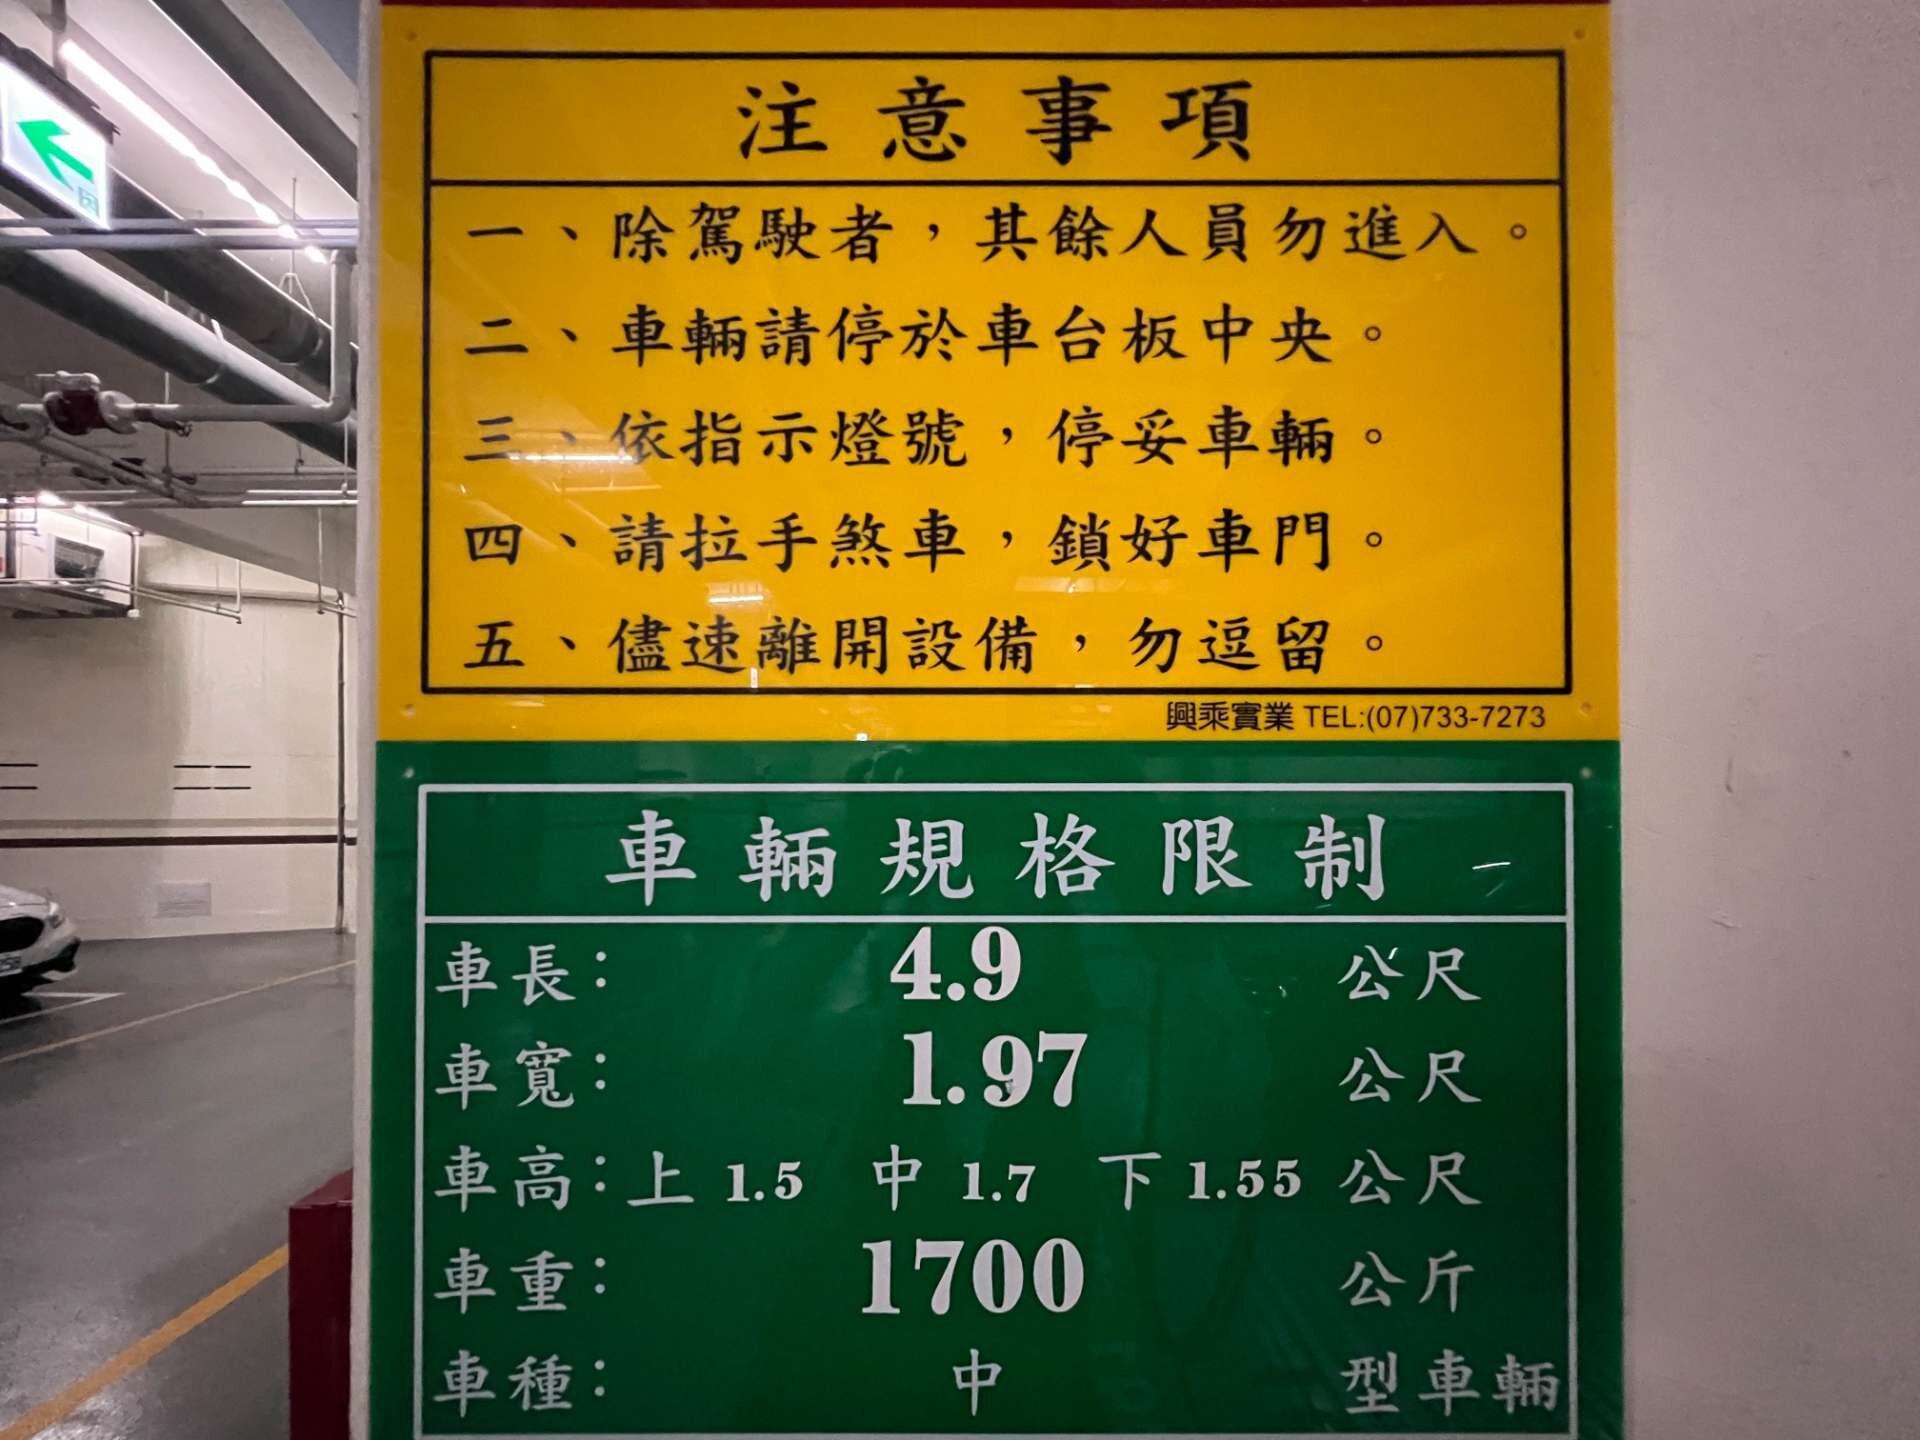 注意事項
一、除駕駛者，其餘人員勿進入。
二、車輛請停於車台板中央。
三、依指示燈號，停妥車輛。
四、請拉手煞車，鎖好車門。
五、儘速離開設備，勿逗留。
興乘實業 TEL:(07)733-7273
車輛規格限制
車長： 4.9 公尺
車寬： 1.97 公尺
車高：上 1.5 中 1.7 下 1.55 公尺
車重： 1700 公斤
車種： 中 型車輛